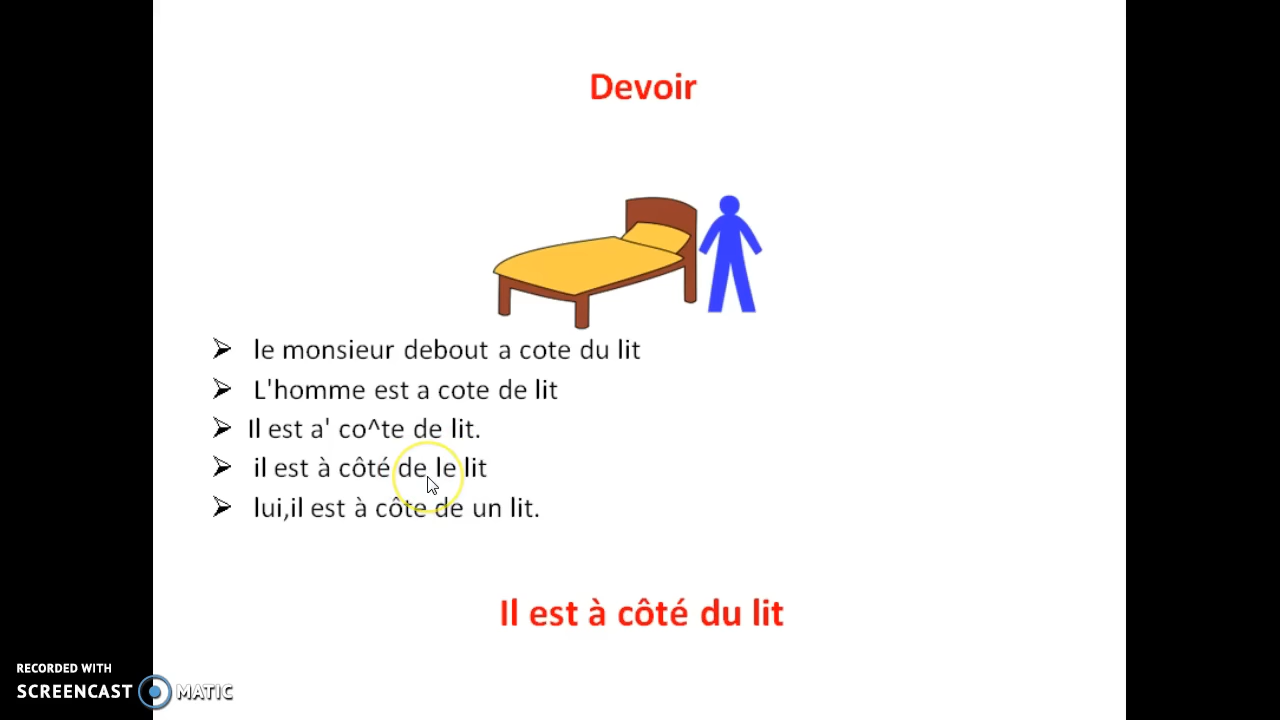 Devoir
le monsieur debout a cote du lit
L'homme est a cote de lit
Il est a' co^te de lit.
il est à côté de le lit
lui,il est à côte de un lit.
Il est à côté du lit
RECORDED WITH
SCREENCAST MATIC